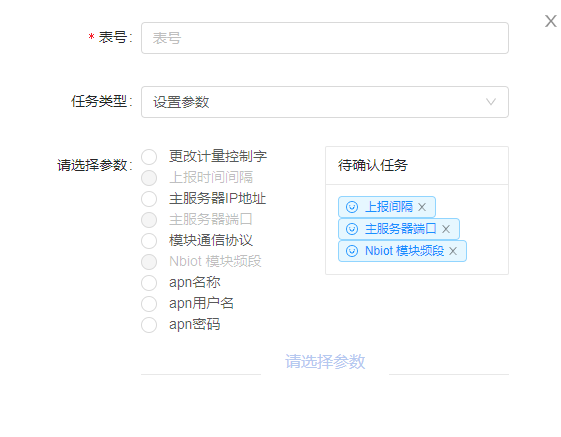 * 表号:
表号
任务类型:
设置参数
请选择参数:
更改计量控制字
上报时间间隔
主服务器IP地址
主服务器端口
模块通信协议
Nbiot 模块频段
apn名称
apn用户名
apn密码
待确认任务
上报间隔
主服务器端口
Nbiot 模块频段
请选择参数